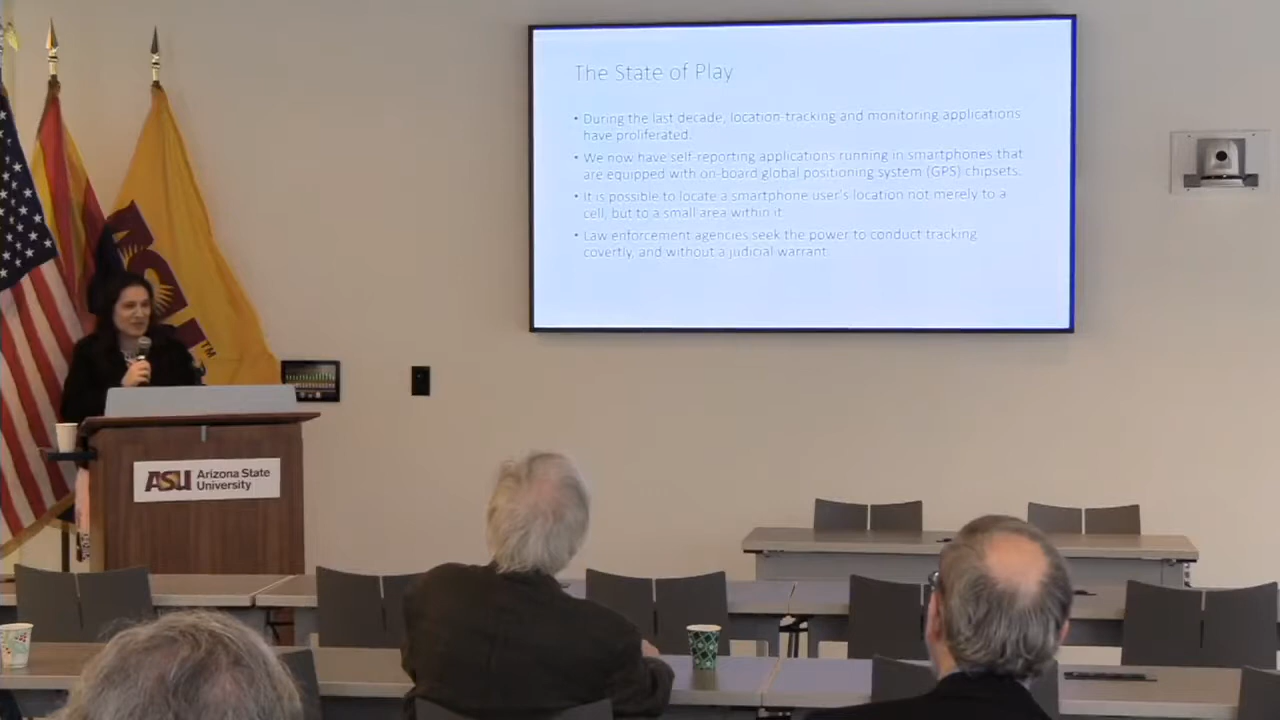 The State of Play
• During the last decade, location-tracking and monitoring applications
have proliferated.
• We now have self-reporting applications running in smartphones that
are equipped with on-board global positioning system (GPS) chipsets.
• It is possible to locate a smartphone user's location not merely to a
cell, but to a small area within it.
• Law enforcement agencies seek the power to conduct tracking
covertly, and without a judicial warrant.
TM
ASU Arizona State
University